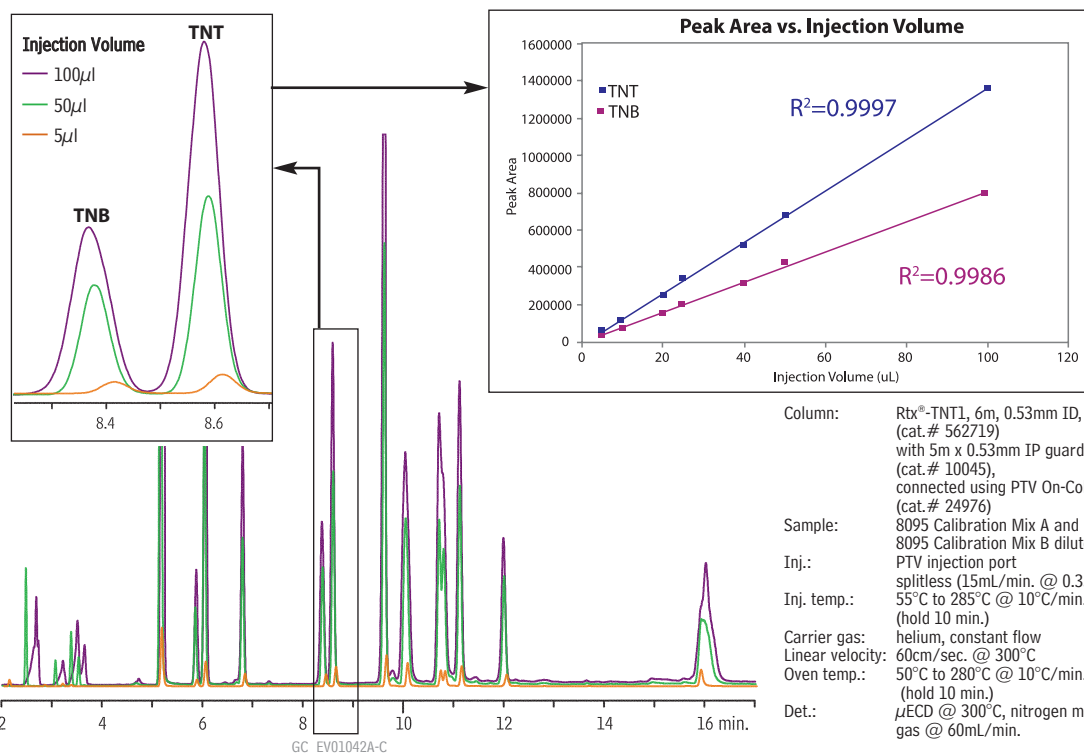 TNT
Injection Volume
100µl
50µl
5µl
TNB
8.4
8.6
Peak Area vs. Injection Volume
1600000
1400000
1200000
1000000
800000
600000
400000
200000
0
Peak Area
TNT
TNB
R²=0.9997
R²=0.9986
0
20
40
60
80
100
120
Injection Volume (uL)
2
4
6
8
10
12
14
16 min.
GC_EV01042A-C
Column: Rtx®-TNT1, 6m, 0.53mm ID,
(cat.# 562719)
with 5m x 0.53mm IP guard
(cat.# 10045),
connected using PTV On-Co
(cat.# 24976)
Sample: 8095 Calibration Mix A and
8095 Calibration Mix B dilut
Inj.: PTV injection port
splitless (15mL/min. @ 0.3
Inj. temp.: 55°C to 285°C @ 10°C/min.
(hold 10 min.)
Carrier gas: helium, constant flow
Linear velocity: 60cm/sec. @ 300°C
Oven temp.: 50°C to 280°C @ 10°C/min.
(hold 10 min.)
Det.: µECD @ 300°C, nitrogen m
gas @ 60mL/min.